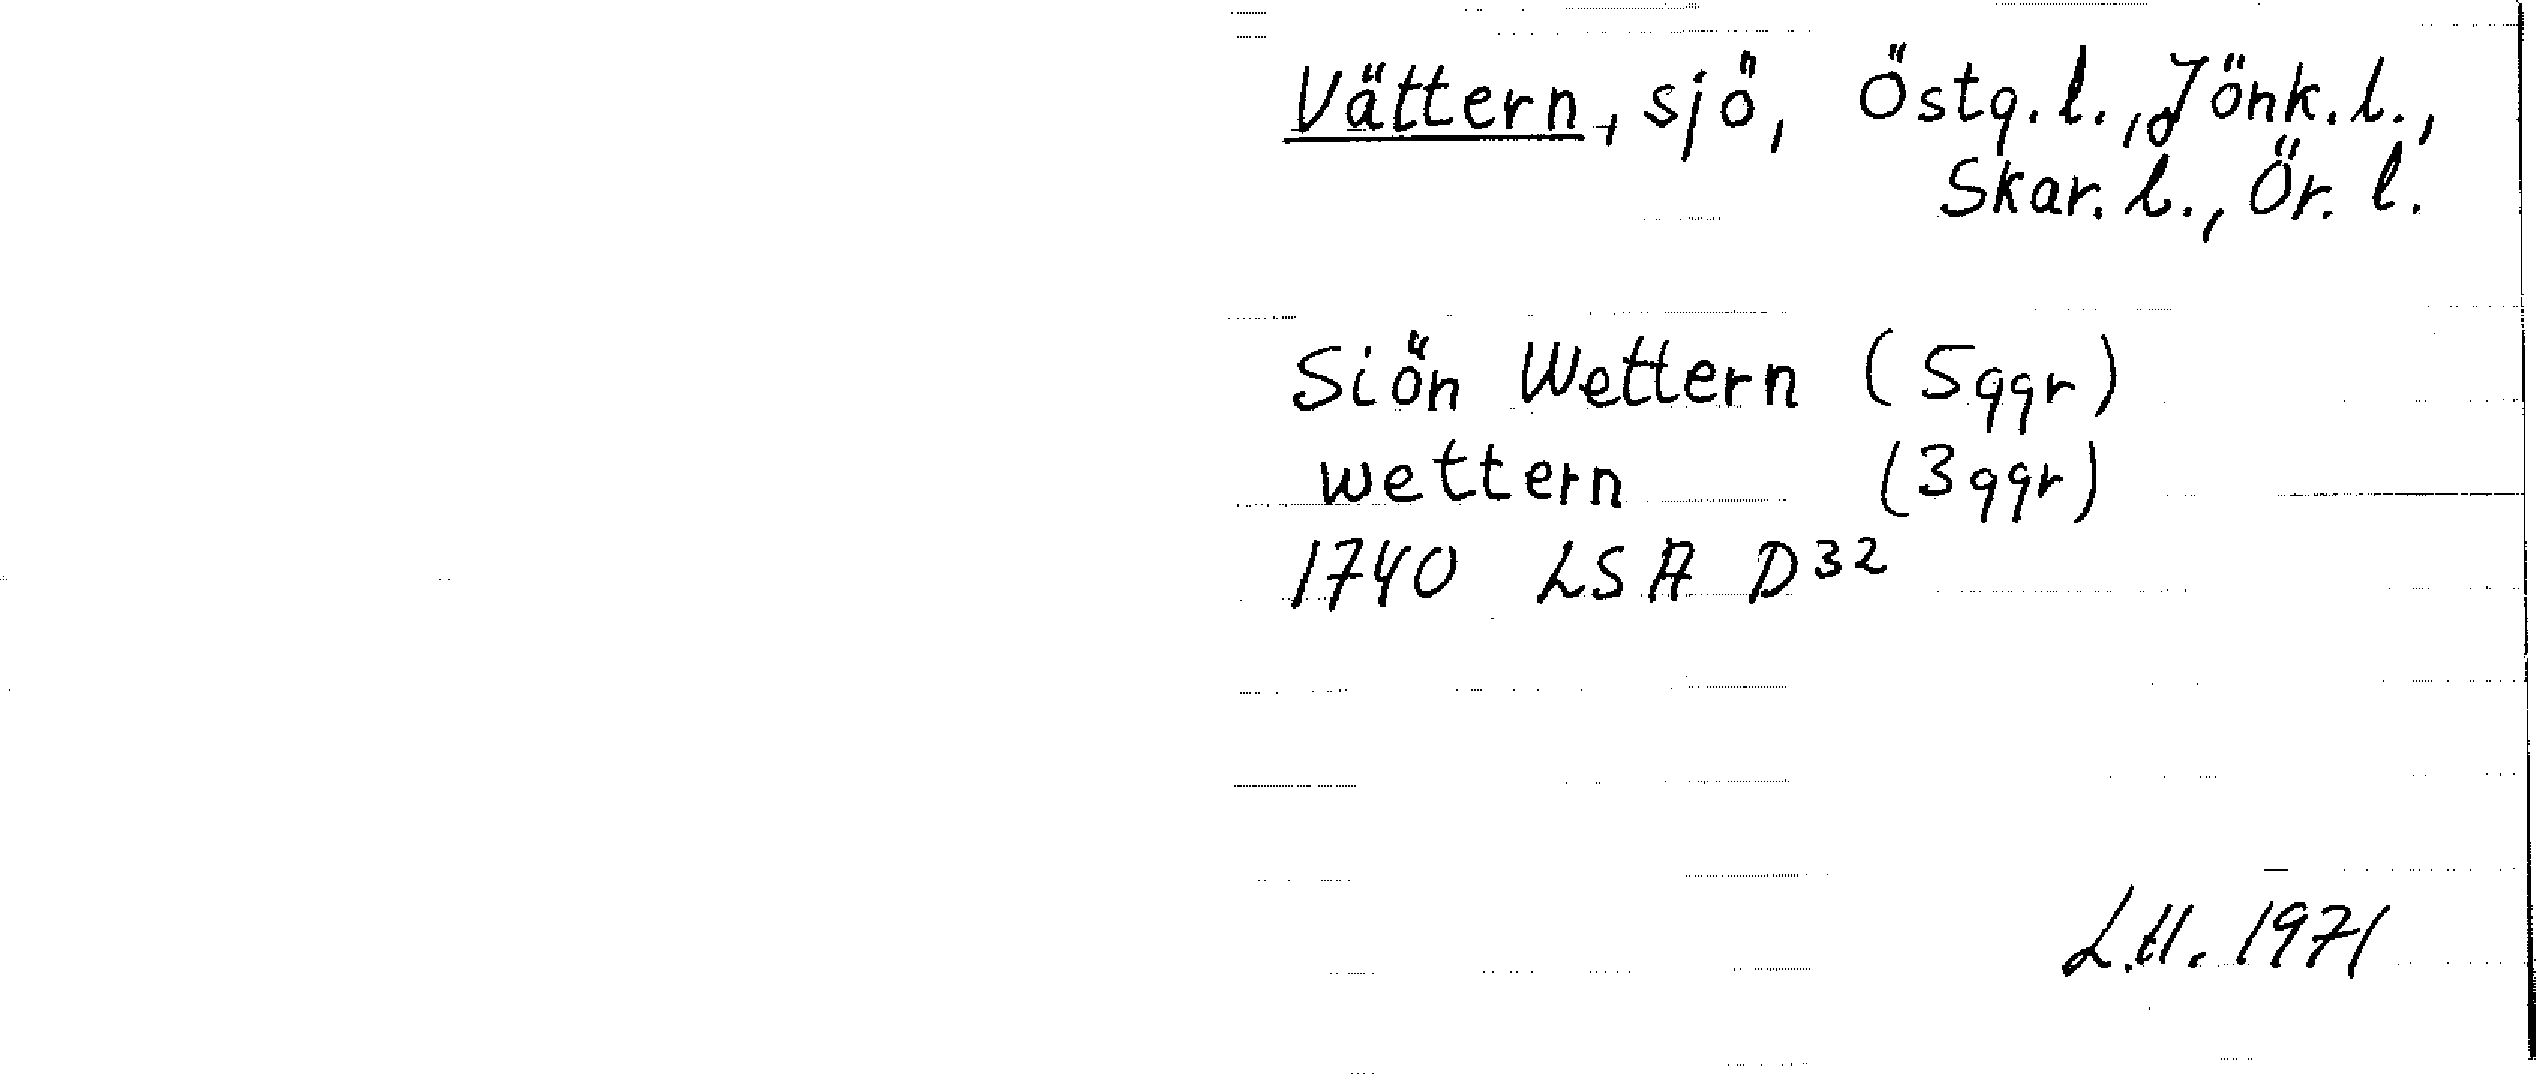 Vättern, sjö, Östg. l., Jönk. l.,
Skar. l., Ör. l.
Siön Wettern (5ggr)
wettern (3ggr)
1740 LSA D32
L.H. 1971